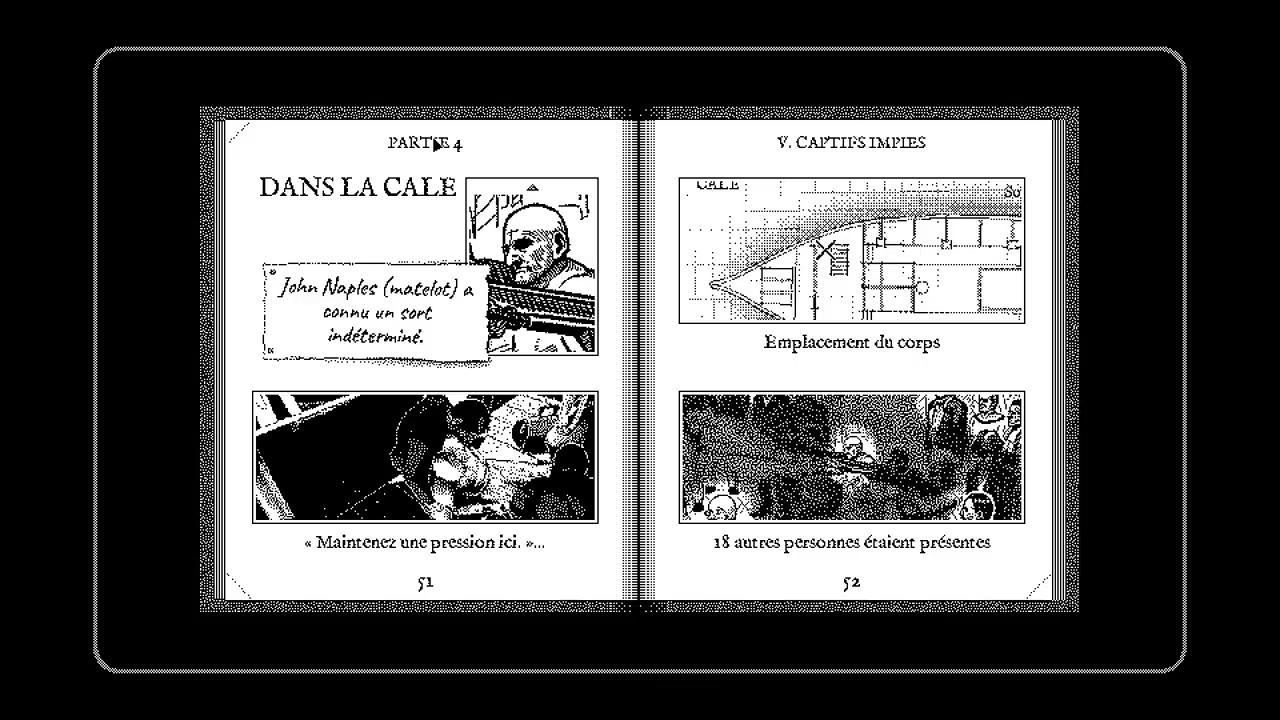 PARTIE 4
DANS LA CALE
John Naples (matelot) a
connu un sort
indéterminé.
« Maintenez une pression ici. »...
51
V. CAPTIFS IMPIES
CALE
Emplacement du corps
18 autres personnes étaient présentes
52